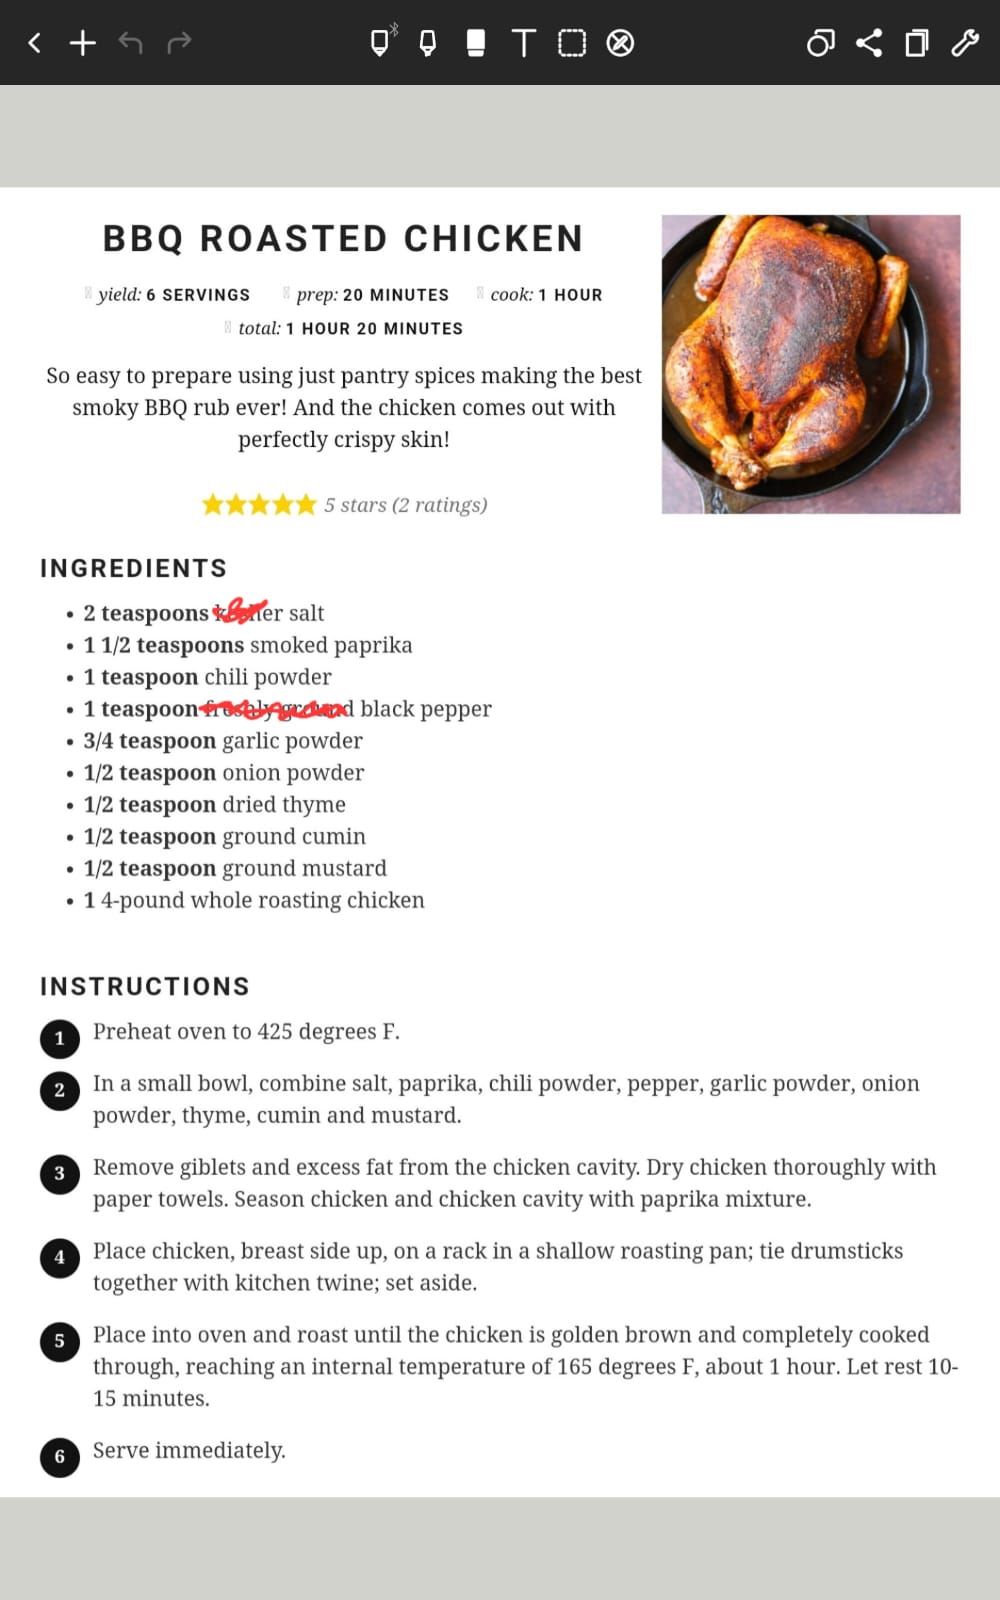 BBQ ROASTED CHICKEN
yield: 6 SERVINGS prep: 20 MINUTES cook: 1 HOUR
total: 1 HOUR 20 MINUTES
So easy to prepare using just pantry spices making the best
smoky BBQ rub ever! And the chicken comes out with
perfectly crispy skin!
5 stars (2 ratings)
INGREDIENTS
• 2 teaspoons kosher salt
• 1 1/2 teaspoons smoked paprika
• 1 teaspoon chili powder
• 1 teaspoon freshly ground black pepper
• 3/4 teaspoon garlic powder
• 1/2 teaspoon onion powder
• 1/2 teaspoon dried thyme
• 1/2 teaspoon ground cumin
• 1/2 teaspoon ground mustard
• 1 4-pound whole roasting chicken
INSTRUCTIONS
1 Preheat oven to 425 degrees F.
2 In a small bowl, combine salt, paprika, chili powder, pepper, garlic powder, onion
powder, thyme, cumin and mustard.
3 Remove giblets and excess fat from the chicken cavity. Dry chicken thoroughly with
paper towels. Season chicken and chicken cavity with paprika mixture.
4 Place chicken, breast side up, on a rack in a shallow roasting pan; tie drumsticks
together with kitchen twine; set aside.
5 Place into oven and roast until the chicken is golden brown and completely cooked
through, reaching an internal temperature of 165 degrees F, about 1 hour. Let rest 10-
15 minutes.
6 Serve immediately.